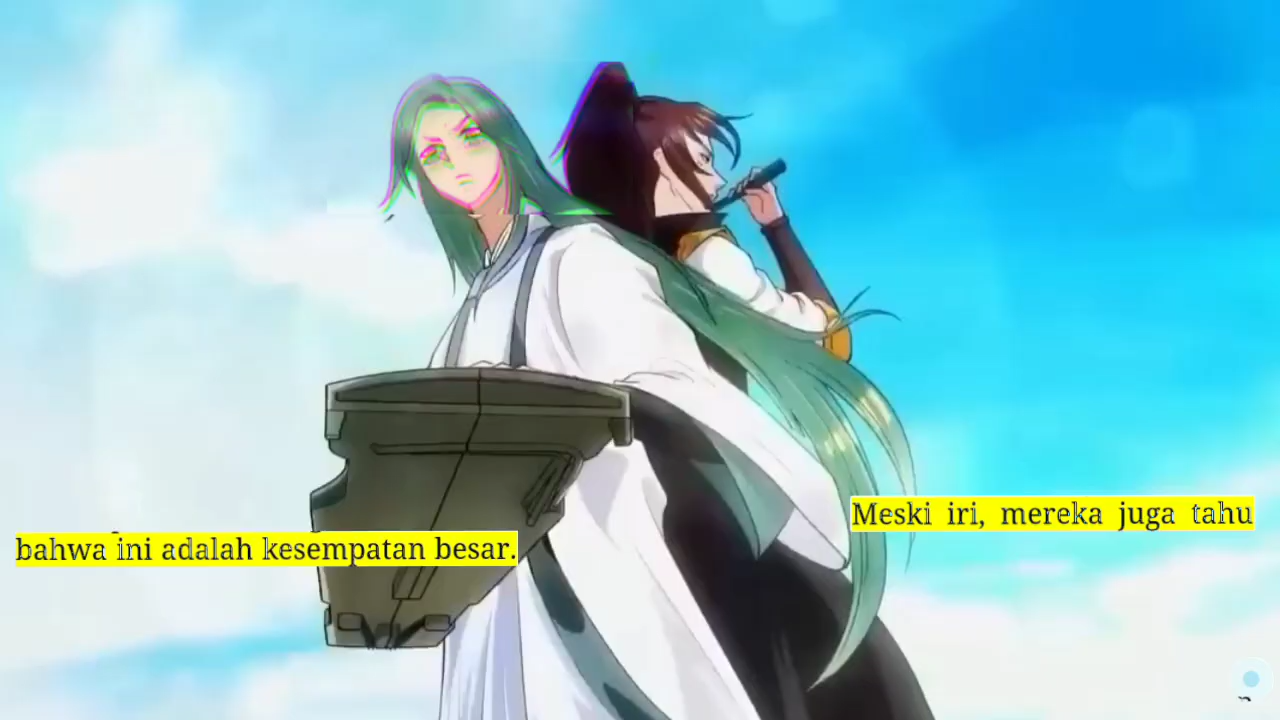 Meski iri, mereka juga tahu
bahwa ini adalah kesempatan besar.